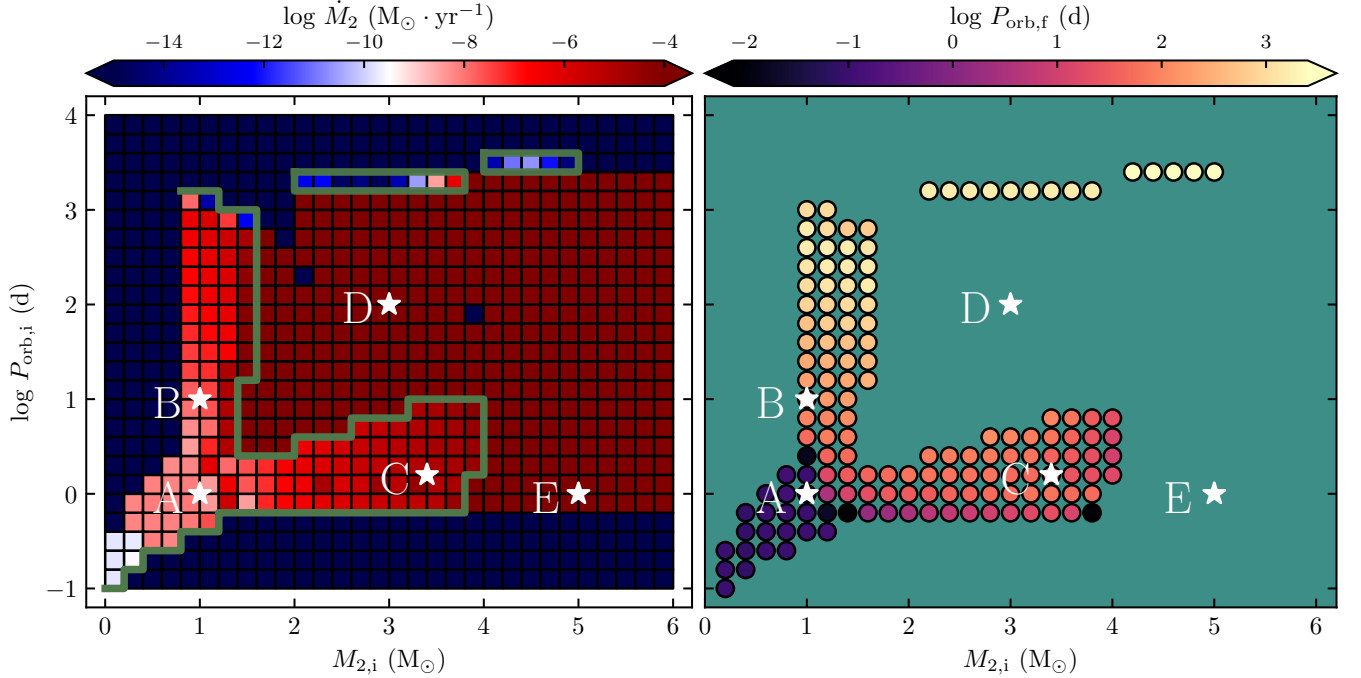 log Ṁ₂ (M⊙ · yr⁻¹)
−14 −12 −10 −8 −6 −4
log P_orb,i (d)
4
3
2
1
0
−1
D
B
C
A
E
0 1 2 3 4 5 6
M₂,i (M⊙)
log P_orb,f (d)
−2 −1 0 1 2 3
D
B
C
A
E
0 1 2 3 4 5 6
M₂,i (M⊙)